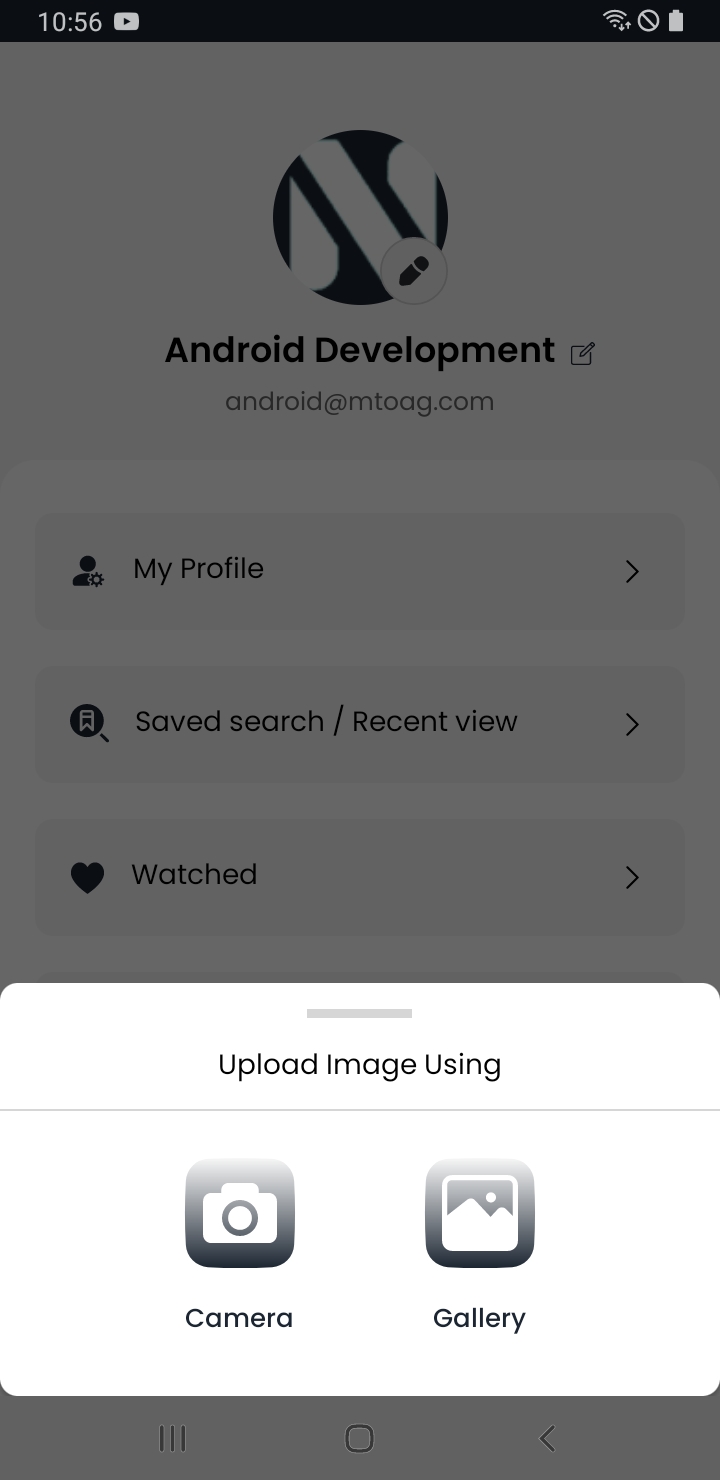 10:56
Android Development
android@mtoag.com
My Profile
Saved search / Recent view
Watched
Upload Image Using
Camera
Gallery